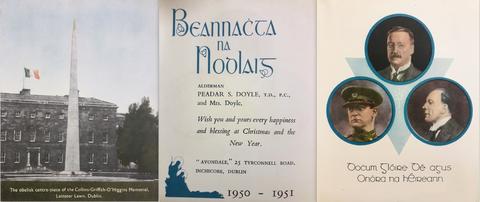 The obelisk centre-piece of the Collins-Griffith-O'Higgins Memorial,
Leinster Lawn, Dublin.
Beannaċta
na
Nodlaig
ALDERMAN
PEADAR S. DOYLE, T.D., P.C.,
and Mrs. Doyle,
Wish you and yours every happiness
and blessing at Christmas and the
New Year.
"AVONDALE," 25 TYRCONNELL ROAD,
INCHICORE, DUBLIN
1950 - 1951
Docum Glóire Dé agus
Onóra na hÉireann